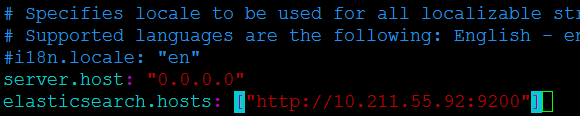 # Specifies locale to be used for all localizable str
# Supported languages are the following: English - en
#i18n.locale: "en"
server.host: "0.0.0.0"
elasticsearch.hosts: ["http://10.211.55.92:9200"]